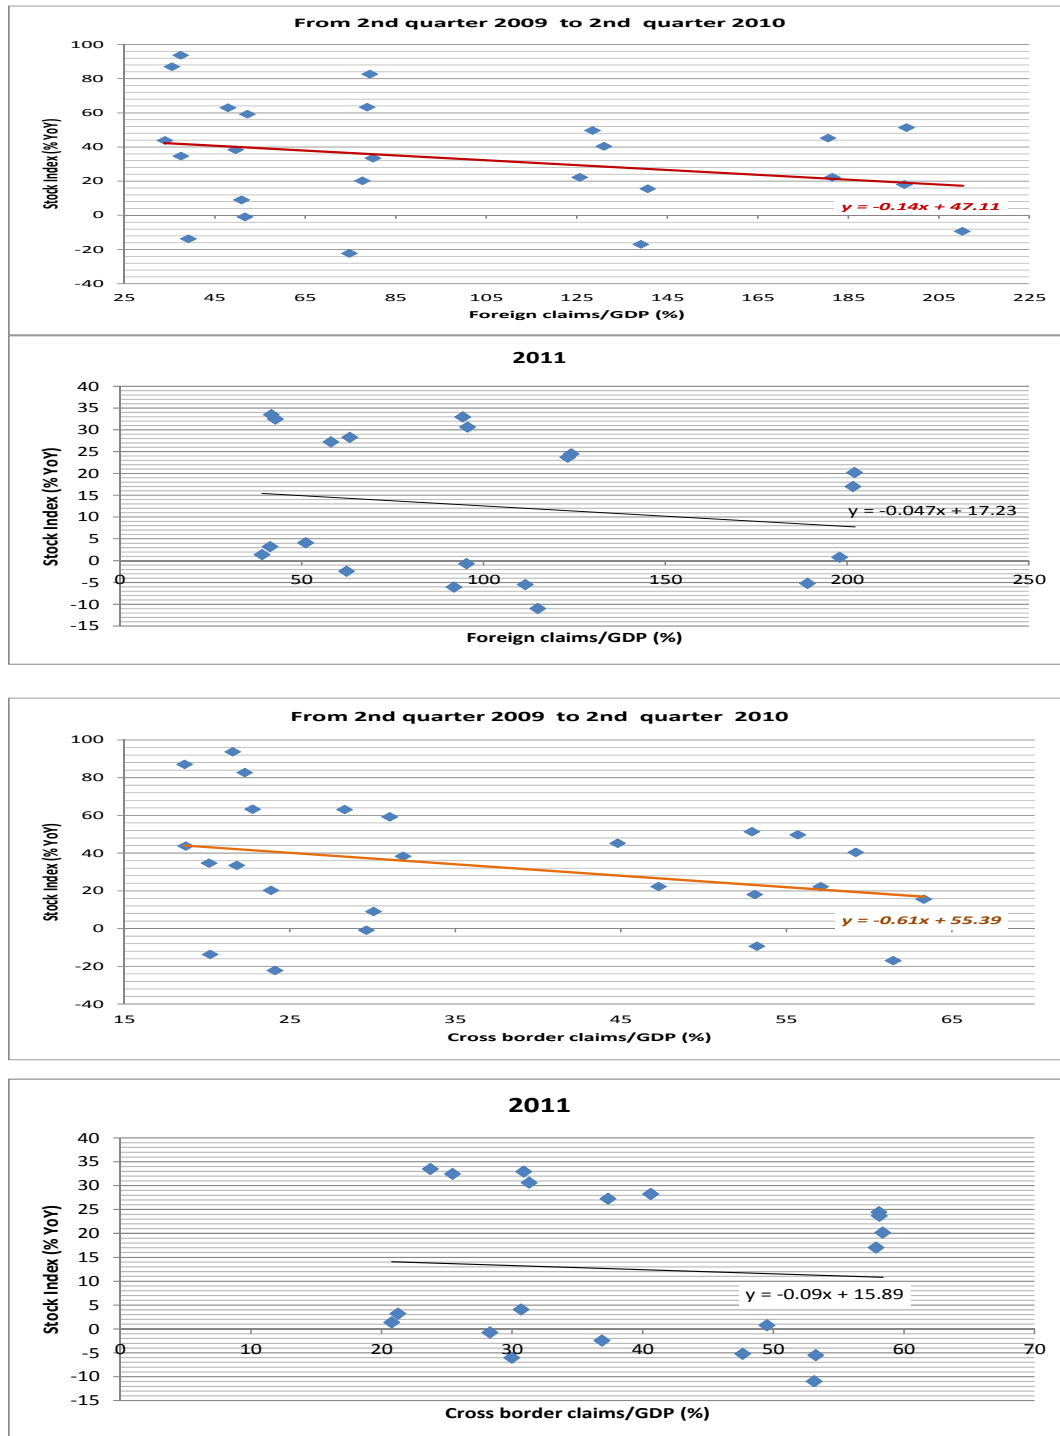 From 2nd quarter 2009 to 2nd quarter 2010
Stock Index (% YoY)
100
80
60
40
20
0
-20
-40
y = -0.14x + 47.11
25 45 65 85 105 125 145 165 185 205 225
Foreign claims/GDP (%)
2011
Stock Index (% YoY)
40
35
30
25
20
15
10
5
0
-5
-10
-15
y = -0.047x + 17.23
0 50 100 150 200 250
Foreign claims/GDP (%)
From 2nd quarter 2009 to 2nd quarter 2010
Stock Index (% YoY)
100
80
60
40
20
0
-20
-40
y = -0.61x + 55.39
15 25 35 45 55 65
Cross border claims/GDP (%)
2011
Stock Index (% YoY)
40
35
30
25
20
15
10
5
0
-5
-10
-15
y = -0.09x + 15.89
0 10 20 30 40 50 60 70
Cross border claims/GDP (%)